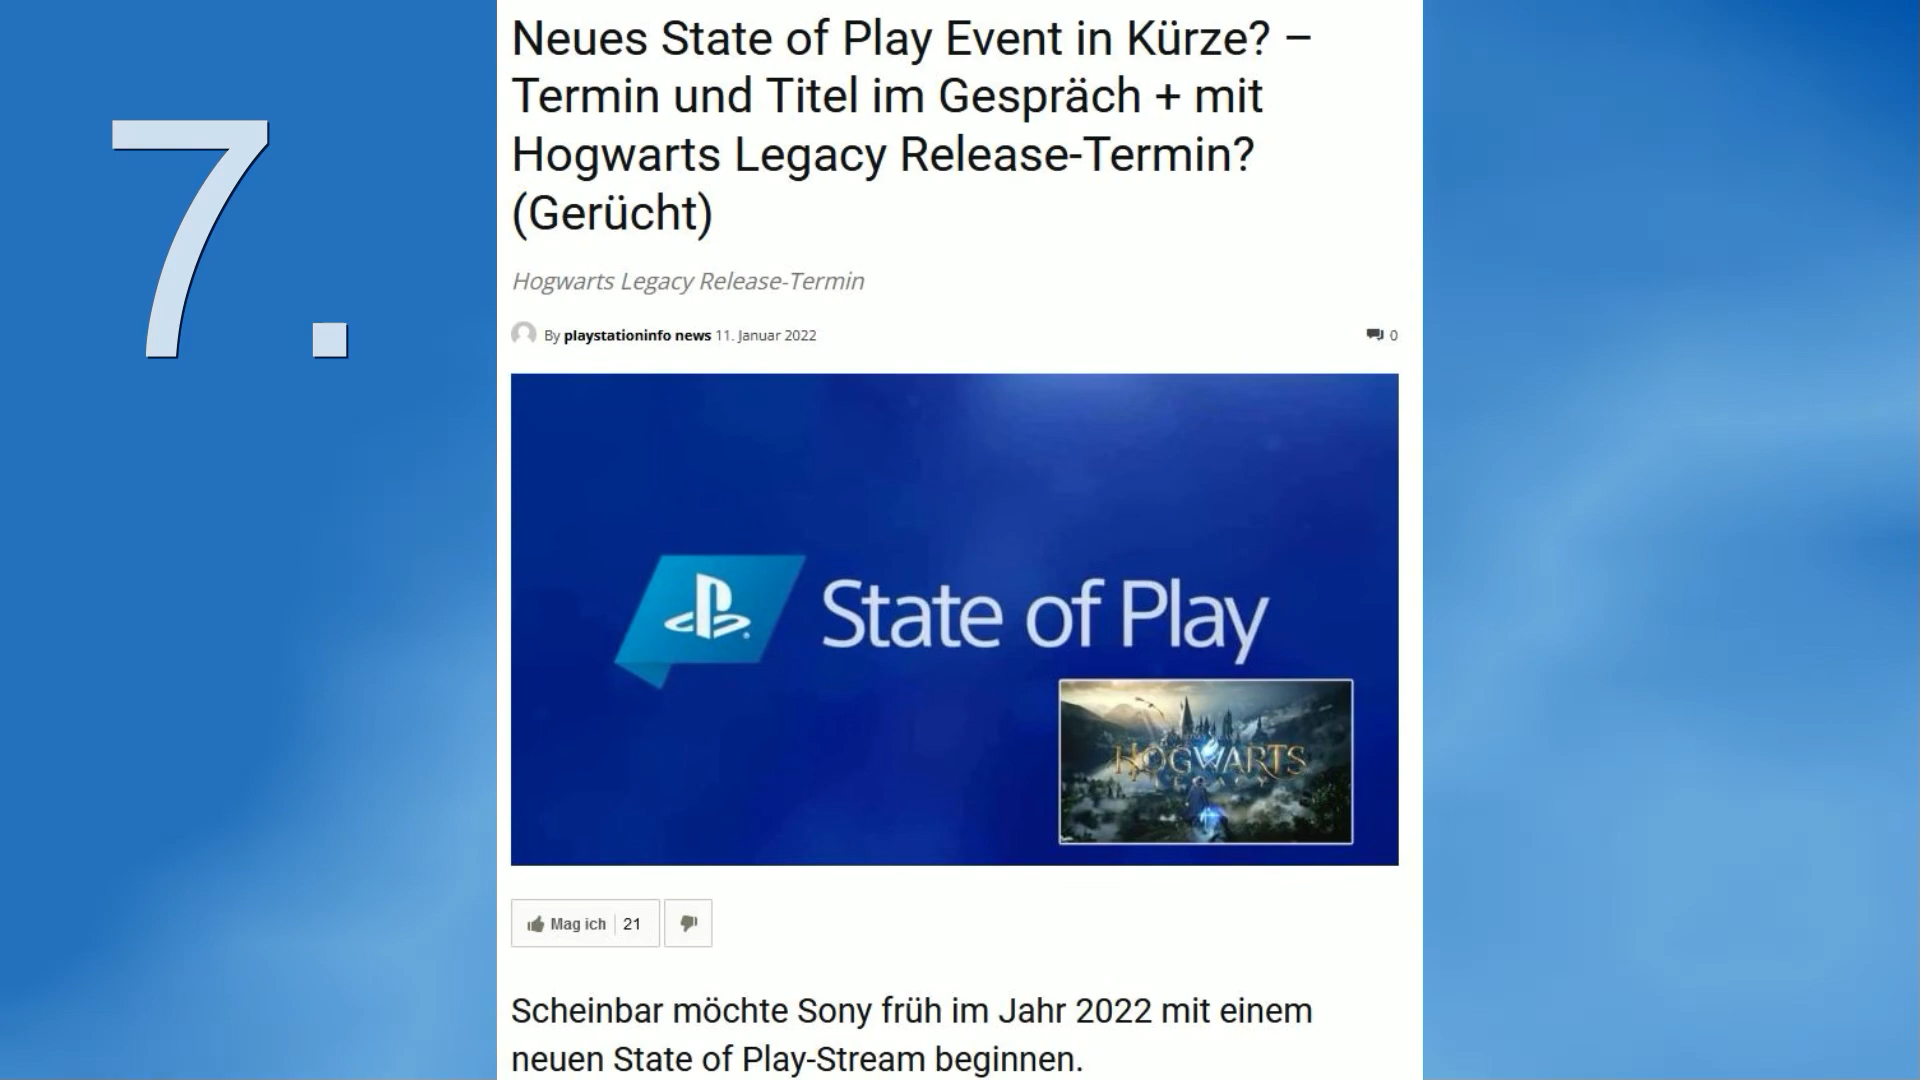 7.
Neues State of Play Event in Kürze? –
Termin und Titel im Gespräch + mit
Hogwarts Legacy Release-Termin?
(Gerücht)
Hogwarts Legacy Release-Termin
By playstationinfo news 11. Januar 2022
0
State of Play
HOGWARTS
LEGACY
Mag ich 21
Scheinbar möchte Sony früh im Jahr 2022 mit einem
neuen State of Play-Stream beginnen.